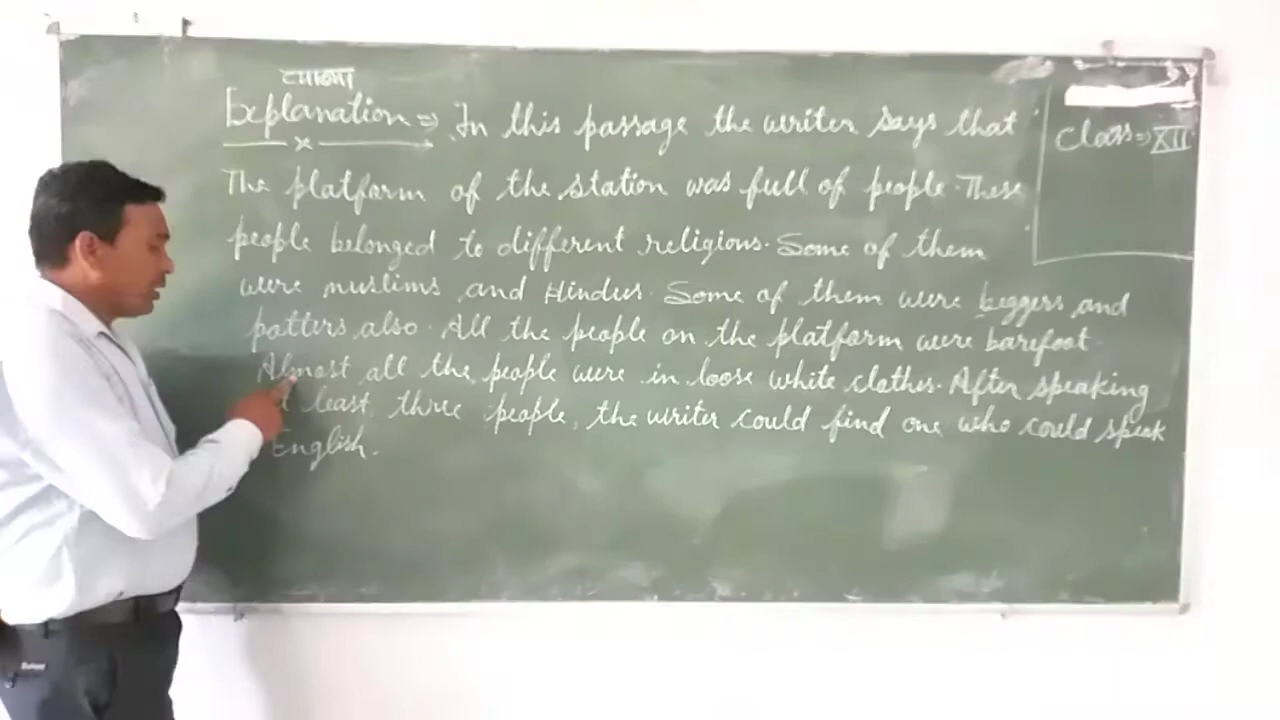 व्याख्या
Explanation ⇒ In this passage the writer says that
The platform of the station was full of people. These
people belonged to different religions. Some of them
were muslims and Hindus. Some of them were beggers and
potters also. All the people on the platform were barefoot.
Almost all the people were in loose white clothes. After speaking
least three people, the writer could find one who could speak
English.
Class ⇒ XII